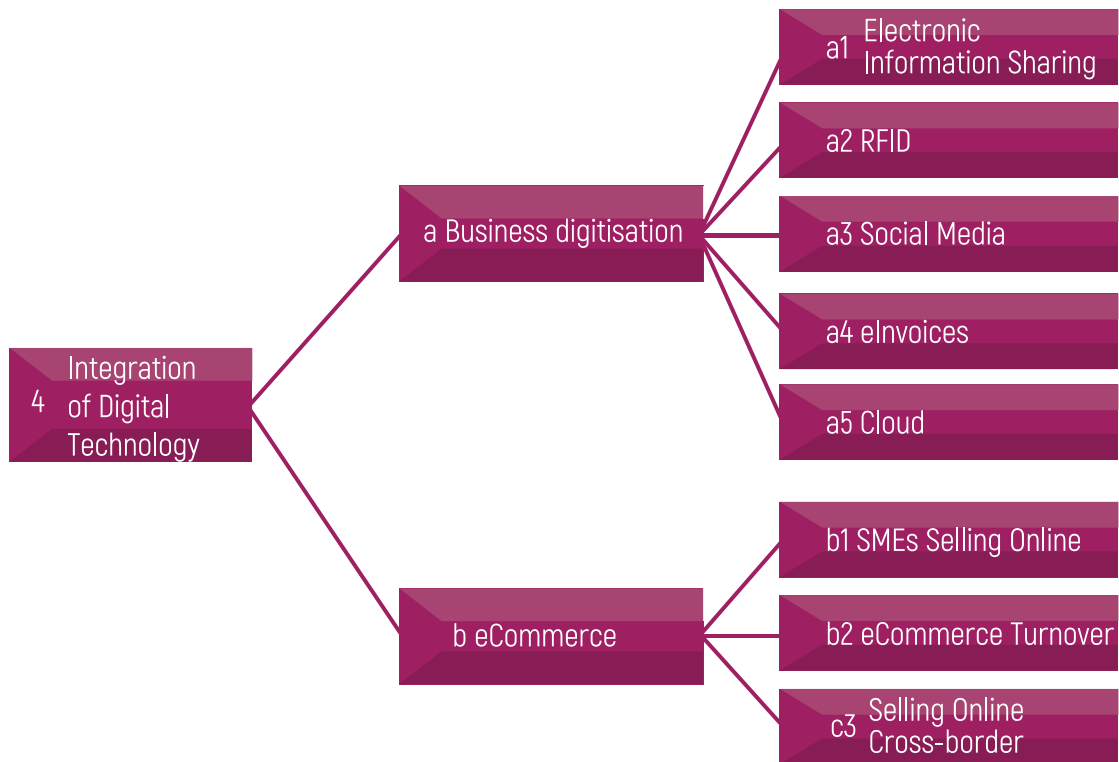 4 Integration
of Digital
Technology
a Business digitisation
a1 Electronic
Information Sharing
a2 RFID
a3 Social Media
a4 eInvoices
a5 Cloud
b eCommerce
b1 SMEs Selling Online
b2 eCommerce Turnover
c3 Selling Online
Cross-border